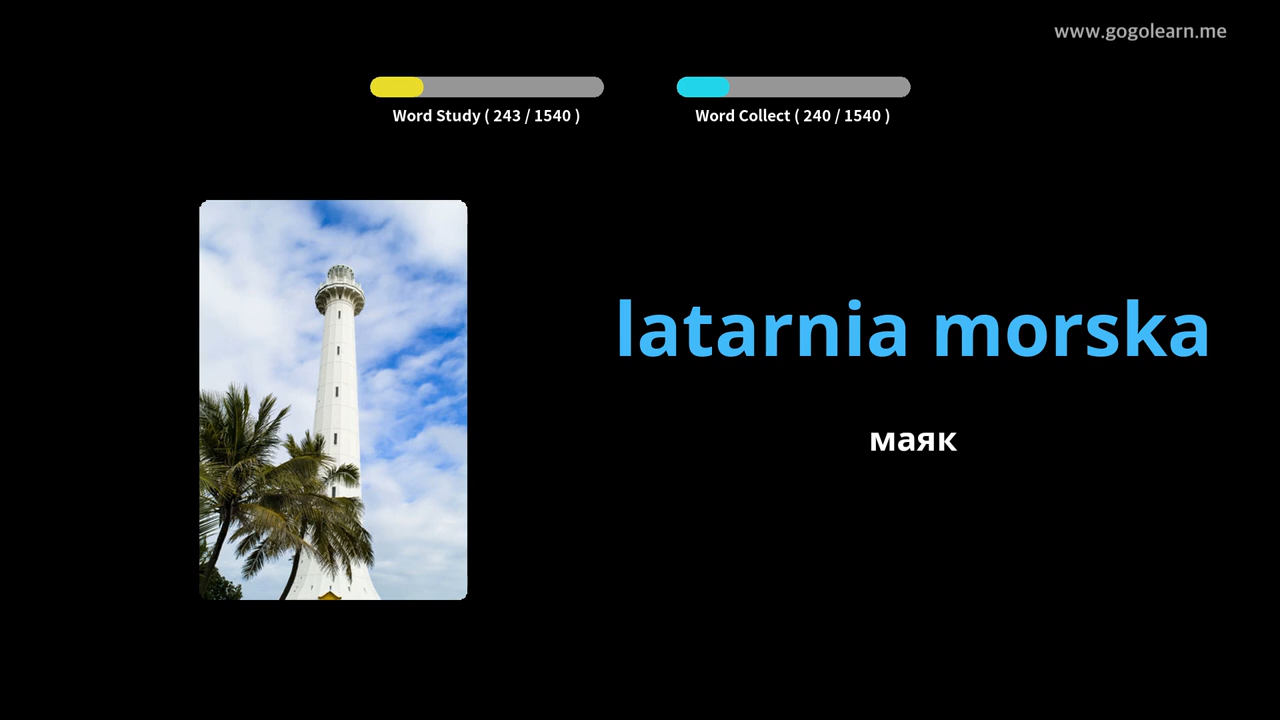 www.gogolearn.me
Word Study ( 243 / 1540 )
Word Collect ( 240 / 1540 )
latarnia morska
маяк